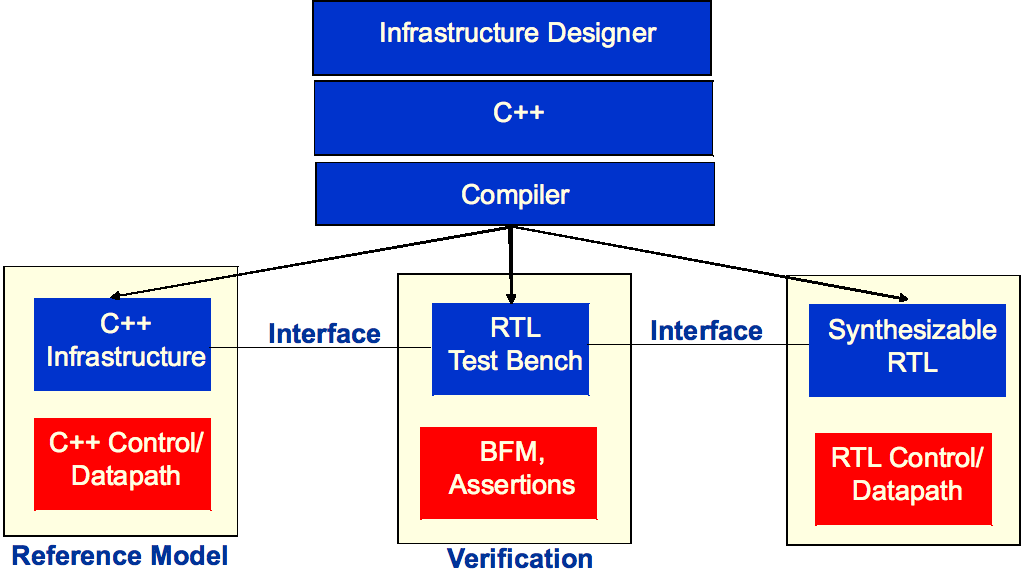 Infrastructure Designer
C++
Compiler
C++
Infrastructure
Interface
RTL
Test Bench
Interface
Synthesizable
RTL
C++ Control/
Datapath
BFM,
Assertions
RTL Control/
Datapath
Reference Model
Verification